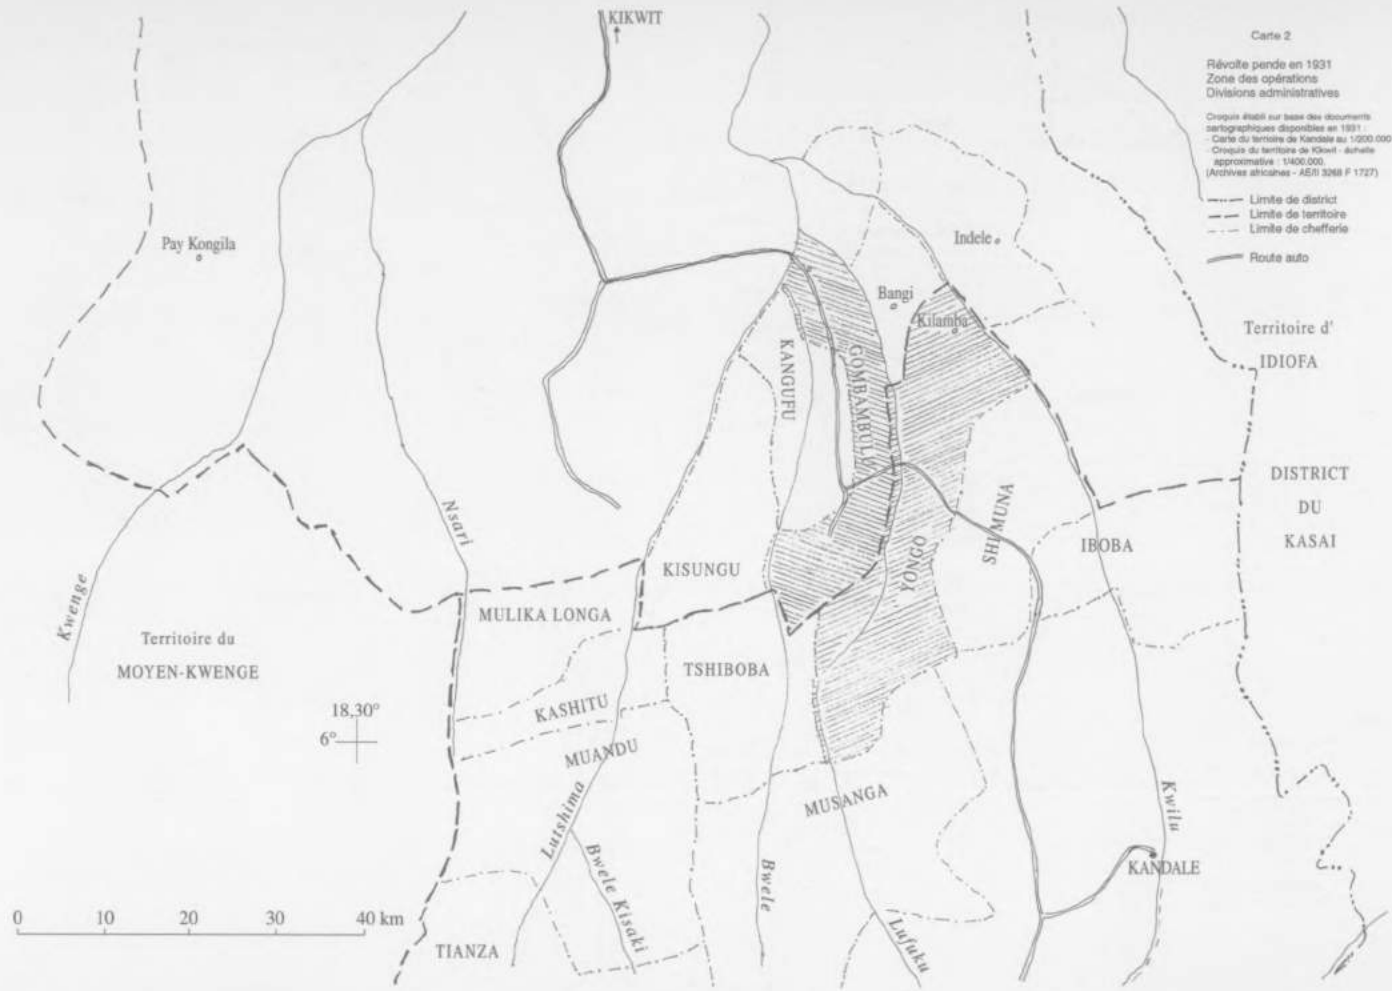 KIKWIT
Carte 2
Révolte pende en 1931
Zone des opérations
Divisions administratives
Croquis établi sur base des documents
cartographiques disponibles en 1931 :
- Carte du territoire de Kandale au 1/200.000
- Croquis du territoire de Kikwit - échelle
approximative : 1/400.000.
(Archives africaines - AE/II 3268 F 1727)
Limite de district
Limite de territoire
Limite de chefferie
Route auto
Pay Kongila
Indele
Bangi
Kilamba
Territoire d'
IDIOFA
KANGUFU
GOMBAMBULU
DISTRICT
DU
KASAI
Nsari
SHIMUNA
IBOBA
YONGO
KISUNGU
Kwenge
MULIKA LONGA
Territoire du
MOYEN-KWENGE
TSHIBOBA
KASHITU
18,30°
6°
MUANDU
MUSANGA
Lutshima
Kwilu
Bwele Kisaki
Bwele
KANDALE
Lufuku
0 10 20 30 40 km
TIANZA